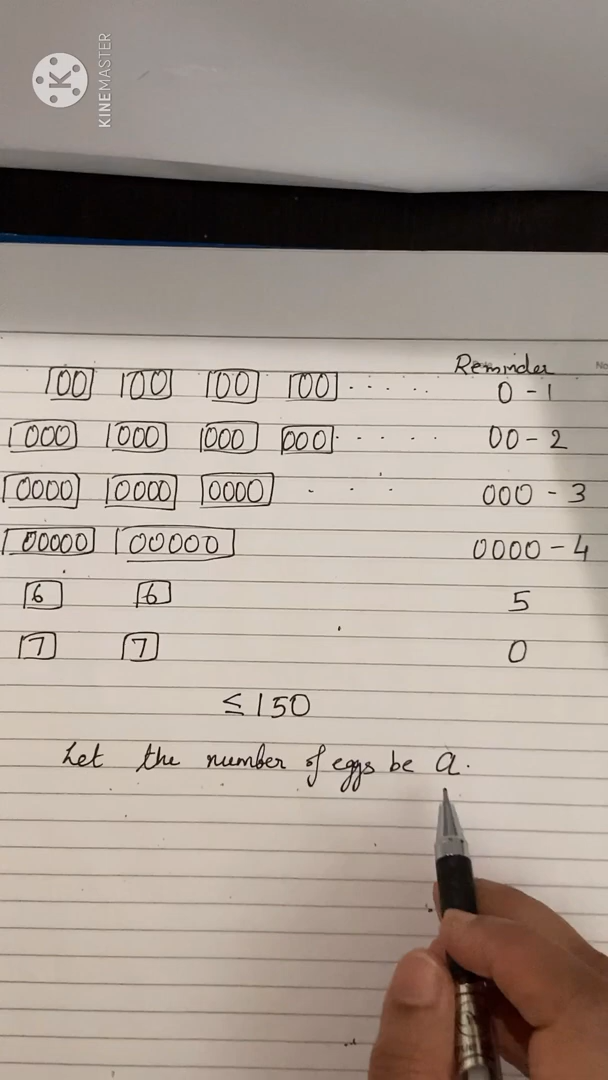 KINEMASTER
Reminder
00 00 00 00 ...... 0 - 1
000 000 000 000 ..... 00 - 2
0000 0000 0000 . . . 000 - 3
00000 00000 0000 - 4
6 6 5
7 7 0
≤ 150
Let the number of eggs be a.